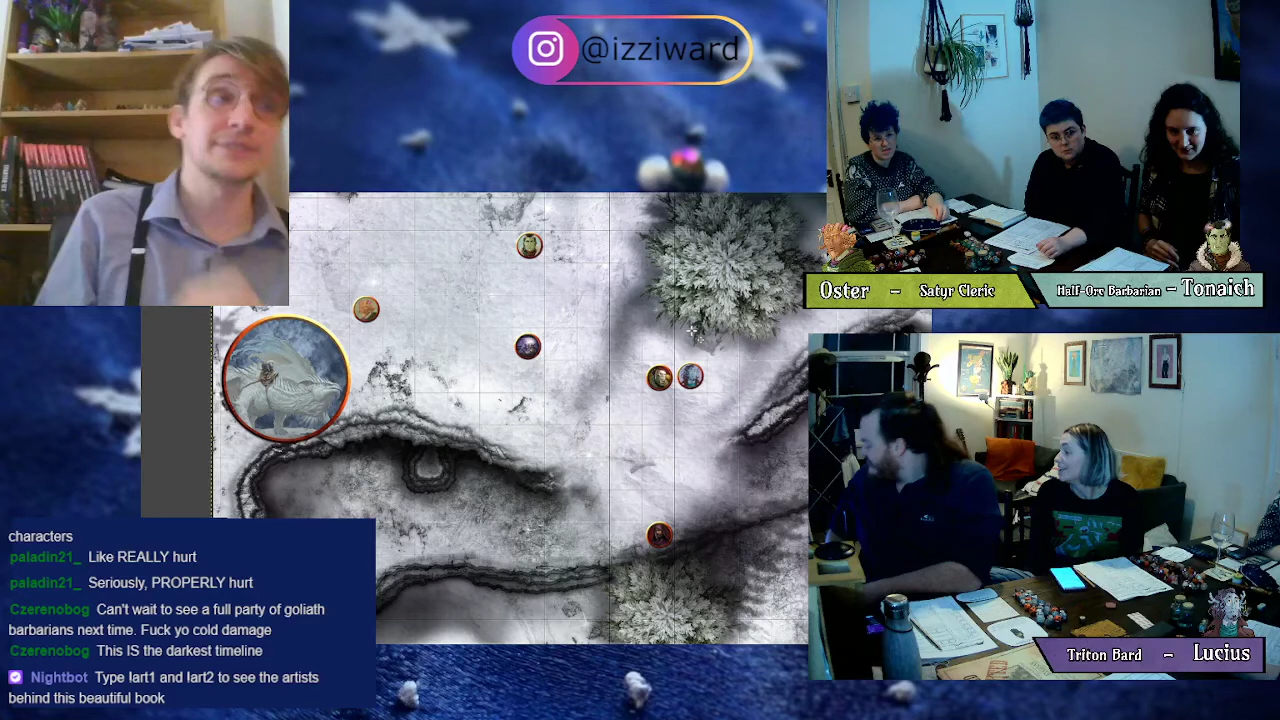 @izziward
Oster - Satyr Cleric
Half-Orc Barbarian - Tonaich
characters
paladin21_ Like REALLY hurt
paladin21_ Seriously, PROPERLY hurt
Czerenobog Can't wait to see a full party of goliath
barbarians next time. Fuck yo cold damage
Czerenobog This IS the darkest timeline
Nightbot Type !art1 and !art2 to see the artists
behind this beautiful book
Triton Bard - Lucius